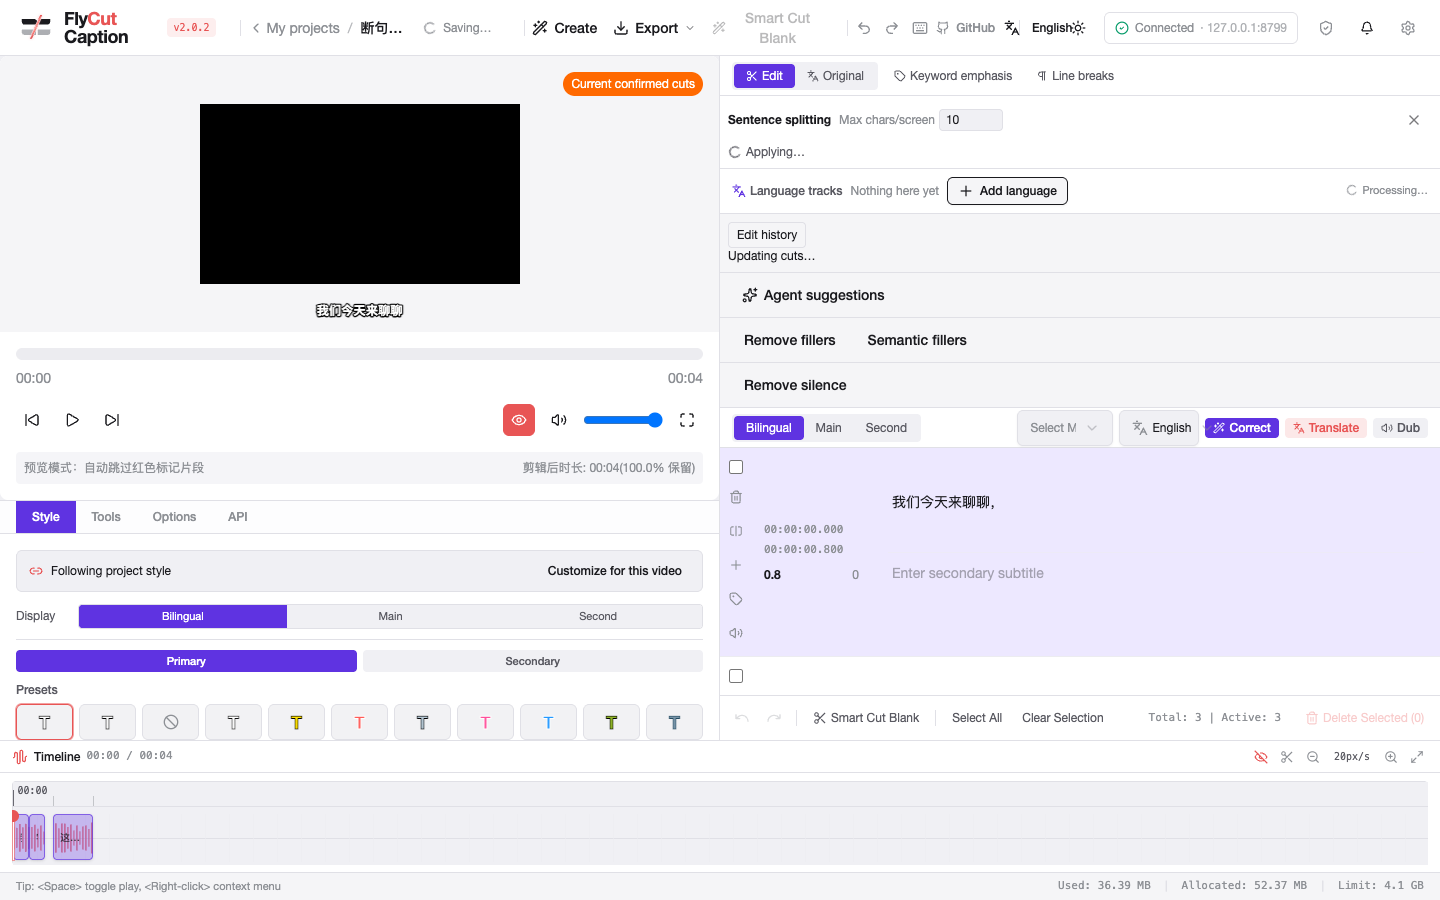 FlyCut
Caption
v2.0.2
My projects / 断句...
Saving...
Create
Export
Smart Cut
Blank
GitHub
English
Connected · 127.0.0.1:8799
Current confirmed cuts
我们今天来聊聊
00:00
00:04
预览模式：自动跳过红色标记片段
剪辑后时长: 00:04(100.0% 保留)
Style
Tools
Options
API
Following project style
Customize for this video
Display
Bilingual
Main
Second
Primary
Secondary
Presets
T T T T T T T T T T
Edit
Original
Keyword emphasis
Line breaks
Sentence splitting
Max chars/screen
10
Applying...
Language tracks
Nothing here yet
Add language
Processing...
Edit history
Updating cuts...
Agent suggestions
Remove fillers
Semantic fillers
Remove silence
Bilingual
Main
Second
Select M
English
Correct
Translate
Dub
我们今天来聊聊，
00:00:00.000
00:00:00.800
0.8
0
Enter secondary subtitle
Smart Cut Blank
Select All
Clear Selection
Total: 3 | Active: 3
Delete Selected (0)
Timeline
00:00 / 00:04
20px/s
00:00
这...
Tip: <Space> toggle play, <Right-click> context menu
Used: 36.39 MB
Allocated: 52.37 MB
Limit: 4.1 GB